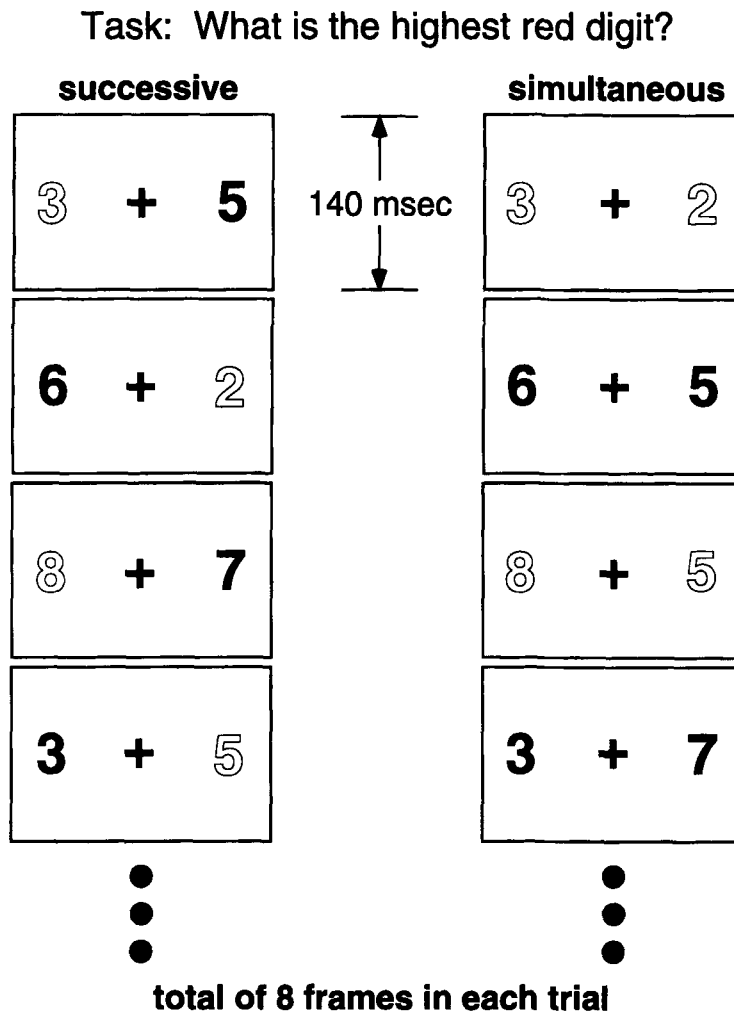 Task: What is the highest red digit?
successive
simultaneous
3 + 5
140 msec
3 + 2
6 + 2
6 + 5
8 + 7
8 + 5
3 + 5
3 + 7
total of 8 frames in each trial